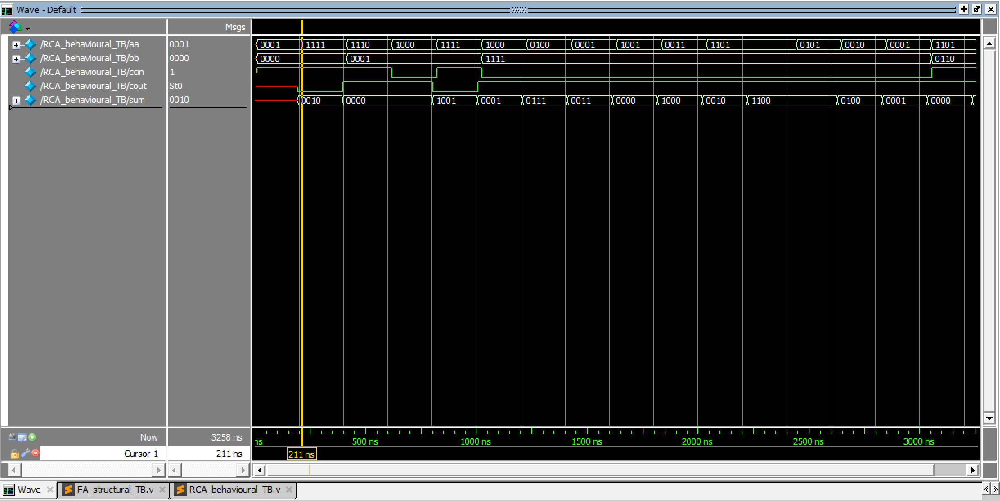 Wave - Default
Msgs
/RCA_behavioural_TB/aa 0001 0001 1111 1110 1000 1111 1000 0100 0001 1001 0011 1101 0101 0010 0001 1101
/RCA_behavioural_TB/bb 0000 0000 0001 1111 0110
/RCA_behavioural_TB/ccin 1
/RCA_behavioural_TB/cout St0
/RCA_behavioural_TB/sum 0010 0010 0000 1001 0001 0111 0011 0000 1000 0010 1100 0100 0001 0000
Now 3258 ns ns 500 ns 1000 ns 1500 ns 2000 ns 2500 ns 3000 ns
Cursor 1 211 ns 211 ns
Wave FA_structural_TB.v RCA_behavioural_TB.v